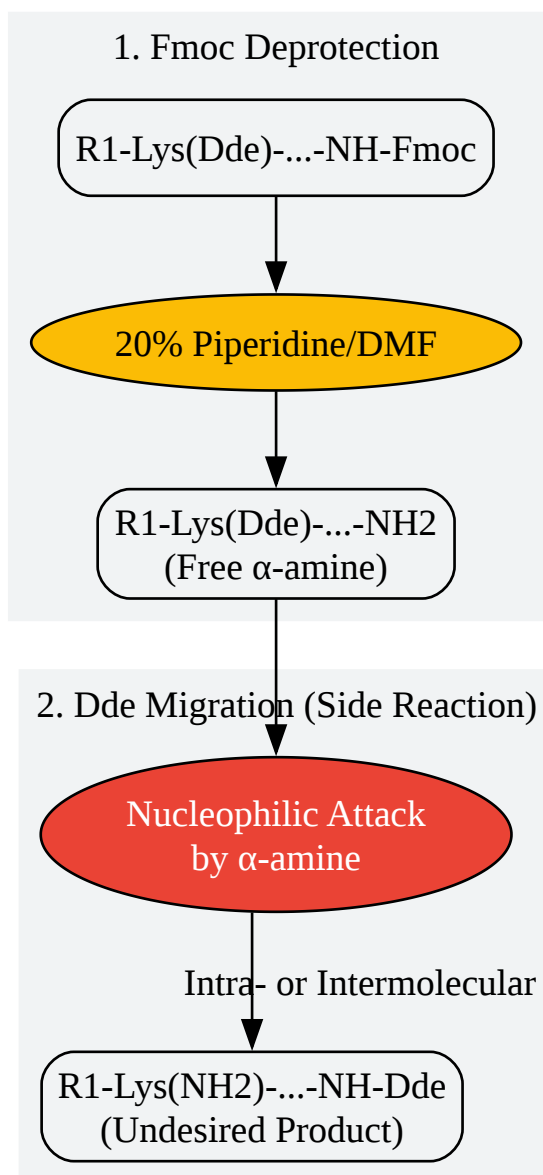 1. Fmoc Deprotection
R1-Lys(Dde)-...-NH-Fmoc
20% Piperidine/DMF
R1-Lys(Dde)-...-NH2
(Free α-amine)
2. Dde Migration (Side Reaction)
Nucleophilic Attack
by α-amine
Intra- or Intermolecular
R1-Lys(NH2)-...-NH-Dde
(Undesired Product)